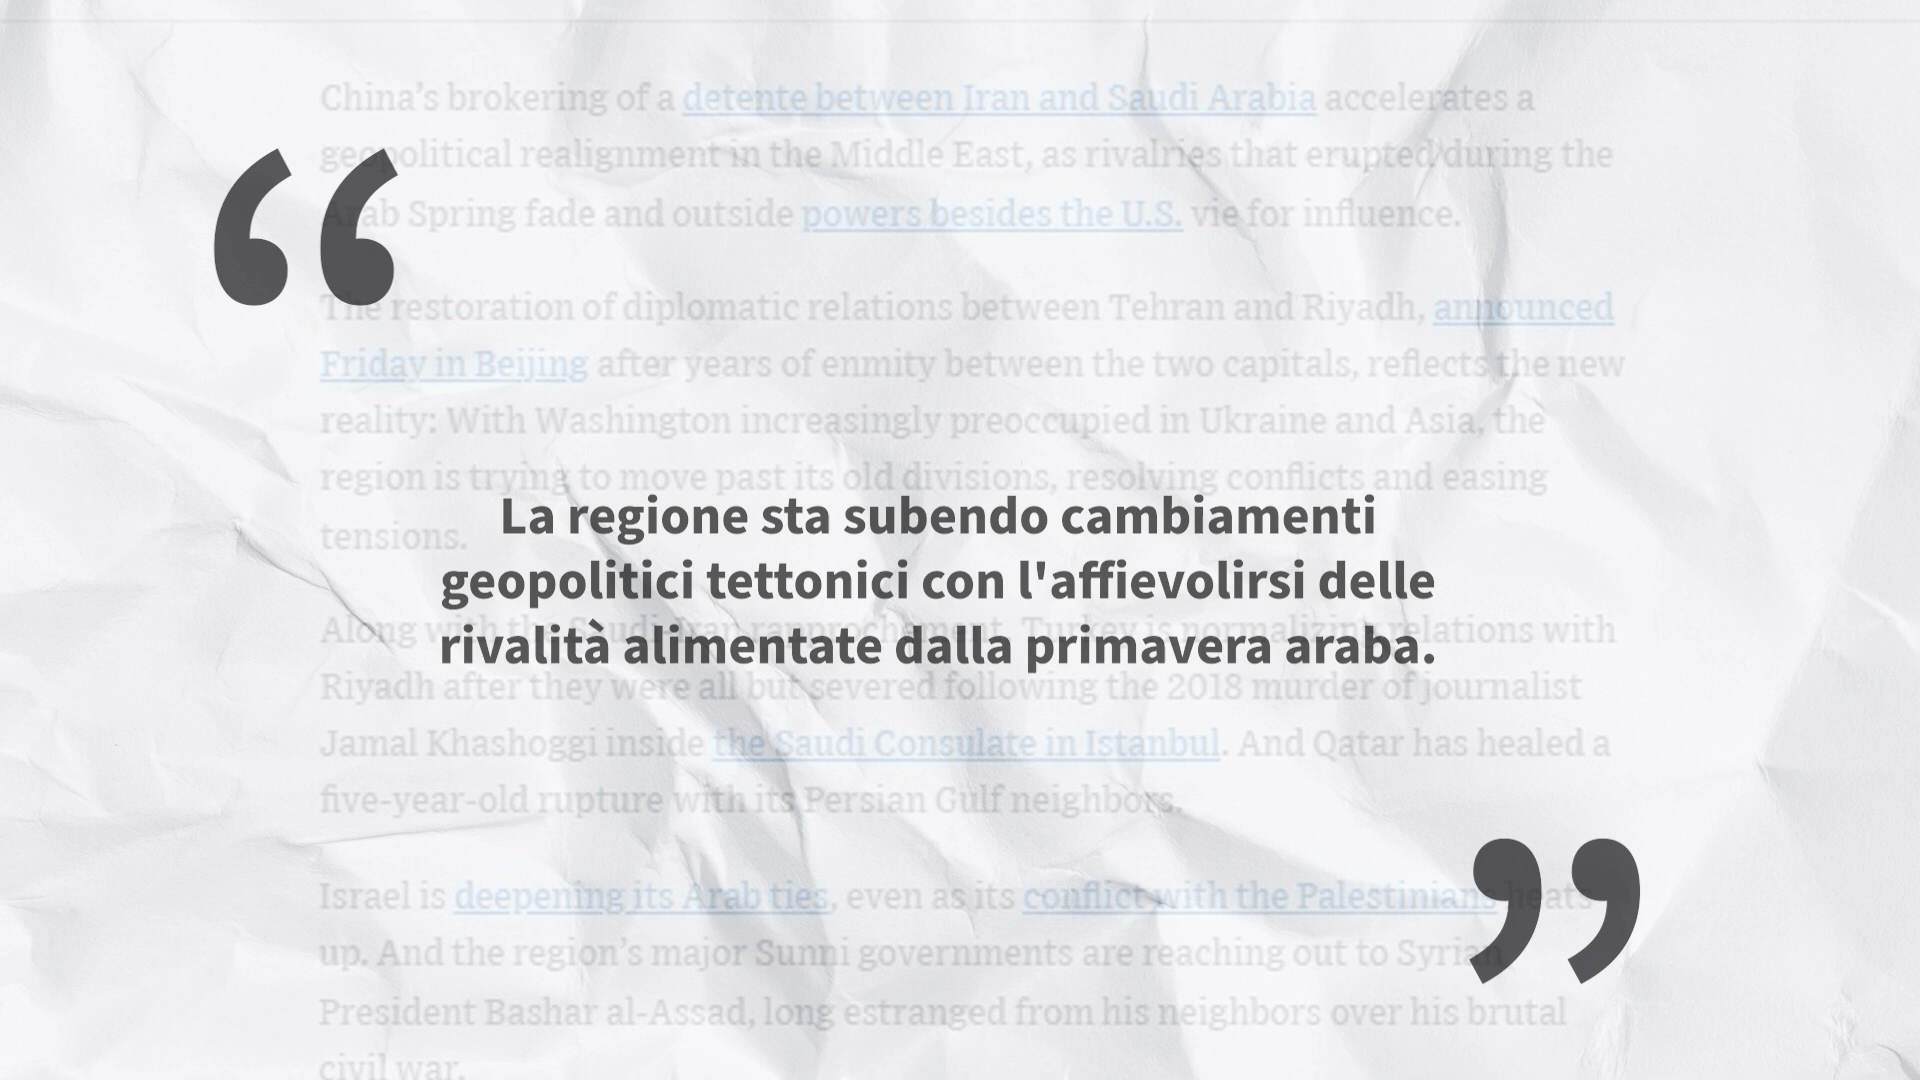 China's brokering of a detente between Iran and Saudi Arabia accelerates a
geopolitical realignment in the Middle East, as rivalries that erupted during the
Arab Spring fade and outside powers besides the U.S. vie for influence.
“
The restoration of diplomatic relations between Tehran and Riyadh, announced
Friday in Beijing after years of enmity between the two capitals, reflects the new
reality: With Washington increasingly preoccupied in Ukraine and Asia, the
region is trying to move past its old divisions, resolving conflicts and easing
tensions.
La regione sta subendo cambiamenti
geopolitici tettonici con l'affievolirsi delle
rivalità alimentate dalla primavera araba.
Along with the Saudi-Iran rapprochement, Turkey is normalizing relations with
Riyadh after they were all but severed following the 2018 murder of journalist
Jamal Khashoggi inside the Saudi Consulate in Istanbul. And Qatar has healed a
five-year-old rupture with its Persian Gulf neighbors.
Israel is deepening its Arab ties, even as its conflict with the Palestinians heats
”
up. And the region's major Sunni governments are reaching out to Syrian
President Bashar al-Assad, long estranged from his neighbors over his brutal
civil war.